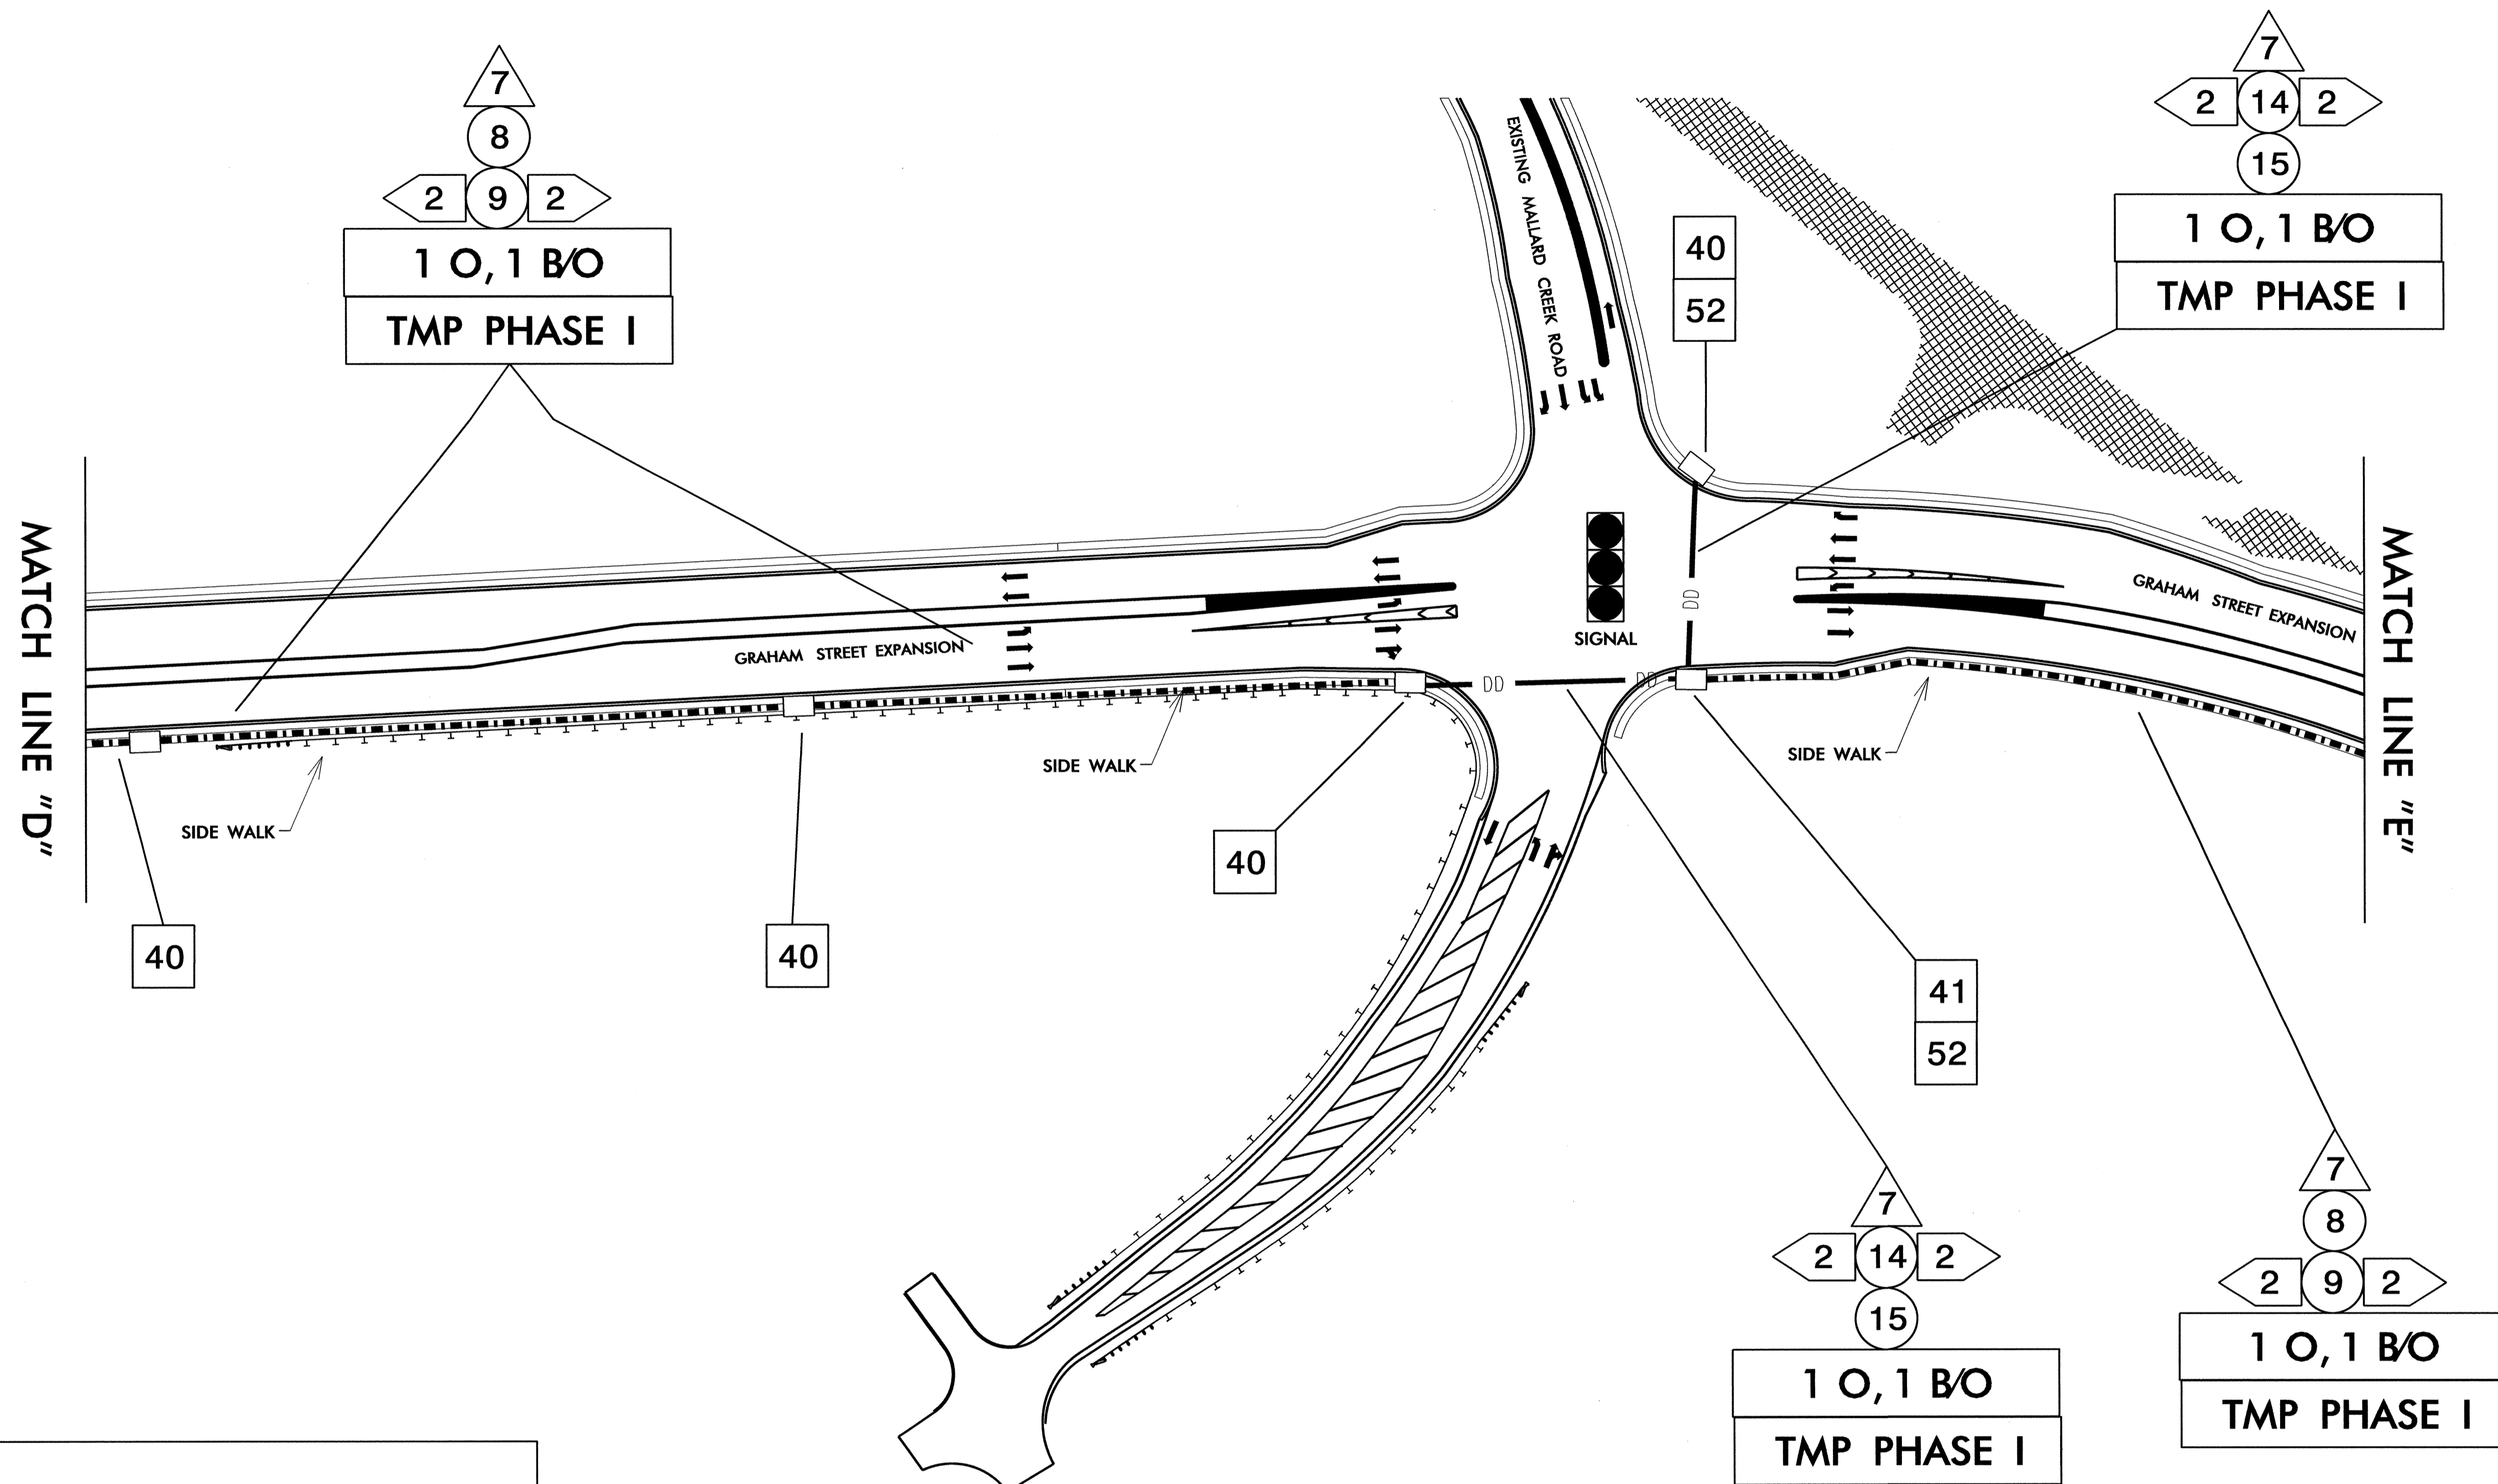 7
8
2 9 2
1 O, 1 B/O
TMP PHASE I
7
2 14 2
15
1 O, 1 B/O
TMP PHASE I
EXISTING MALLARD CREEK ROAD
40
52
MATCH LINE "D"
MATCH LINE "E"
GRAHAM STREET EXPANSION
GRAHAM STREET EXPANSION
SIGNAL
DD
DD
DD
SIDE WALK
SIDE WALK
SIDE WALK
40
40
40
41
52
7
2 14 2
15
1 O, 1 B/O
TMP PHASE I
7
8
2 9 2
1 O, 1 B/O
TMP PHASE I